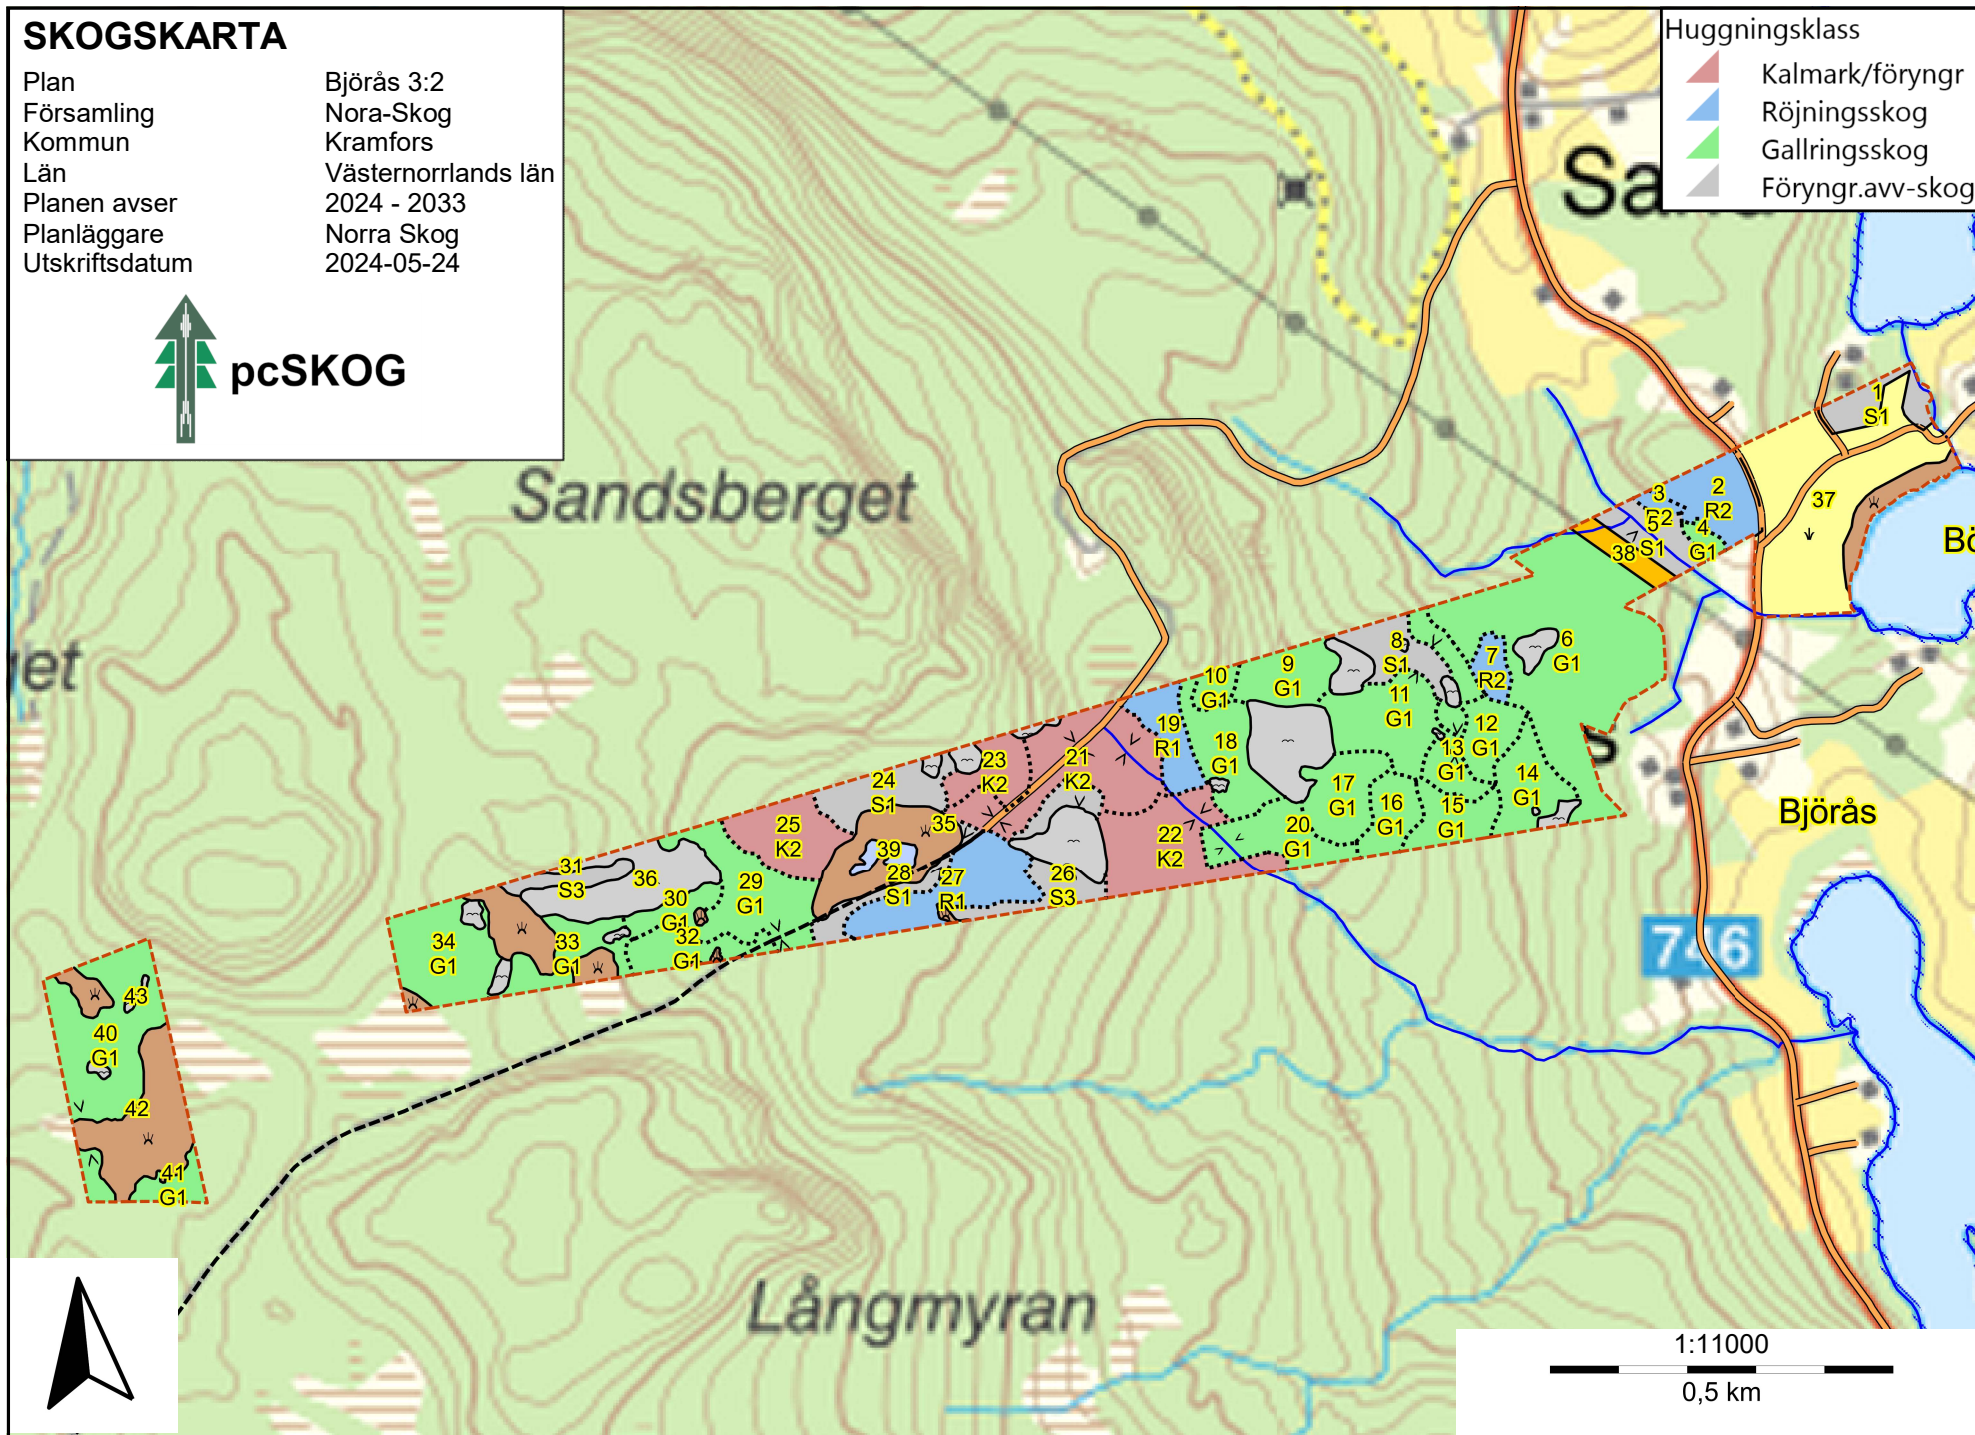 SKOGSKARTA
Plan Björås 3:2
Församling Nora-Skog
Kommun Kramfors
Län Västernorrlands län
Planen avser 2024 - 2033
Planläggare Norra Skog
Utskriftsdatum 2024-05-24
pcSKOG
Huggningsklass
Kalmark/föryngr
Röjningsskog
Gallringsskog
Föryngr.avv-skog
Sandsberget
1
S1
2
R2
3
R2
4
G1
5
S1
37
38
6
G1
7
R2
8
S1
9
G1
10
G1
11
G1
12
G1
13
G1
14
G1
15
G1
16
G1
17
G1
18
G1
19
R1
20
G1
21
K2
22
K2
23
K2
24
S1
25
K2
26
S3
27
R1
28
S1
29
G1
30
G1
31
S3
32
G1
33
G1
34
G1
35
36
39
40
G1
41
G1
42
43
Björås
746
Långmyran
1:11000
0,5 km